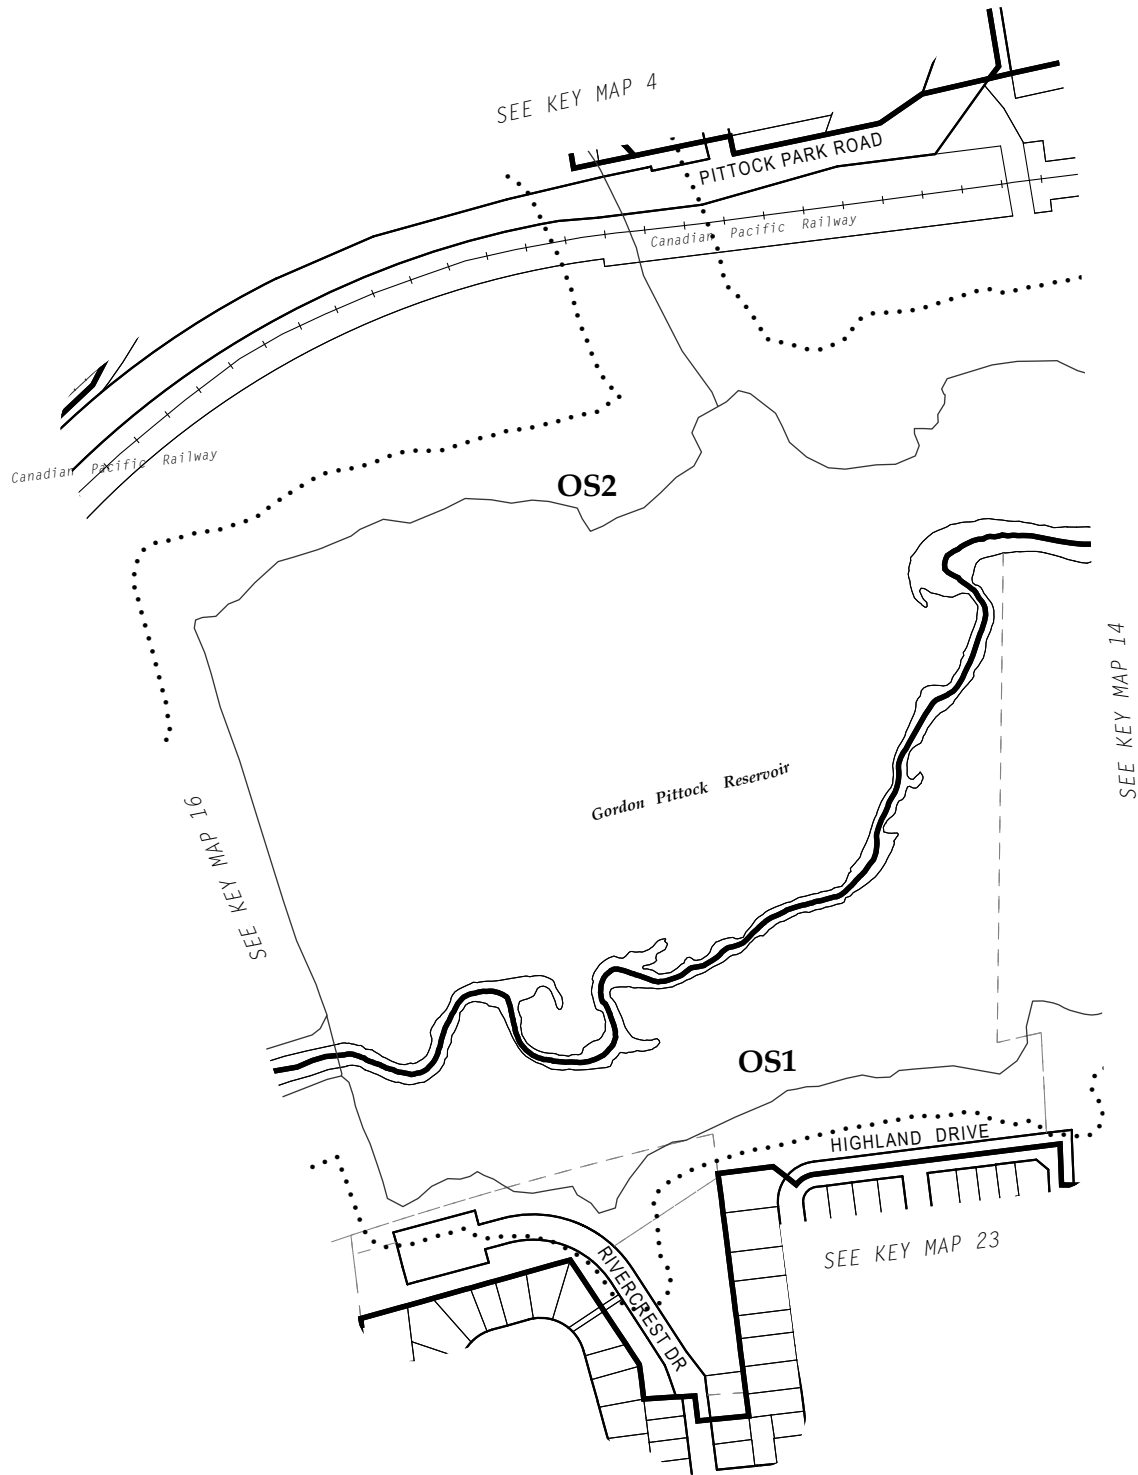 SEE KEY MAP 4
PITTOCK PARK ROAD
Canadian Pacific Railway
Canadian Pacific Railway
OS2
SEE KEY MAP 14
Gordon Pittock Reservoir
SEE KEY MAP 16
OS1
HIGHLAND DRIVE
SEE KEY MAP 23
RIVERCREST DR